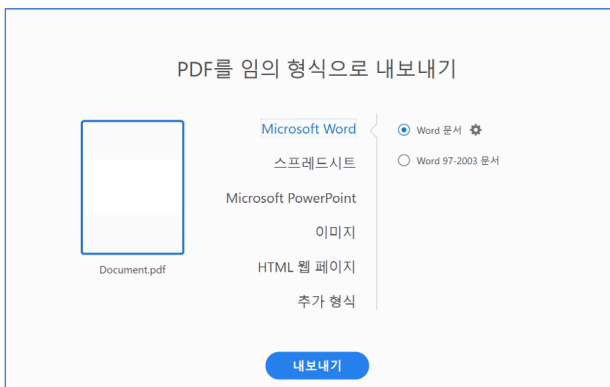 PDF를 임의 형식으로 내보내기
Document.pdf
Microsoft Word
스프레드시트
Microsoft PowerPoint
이미지
HTML 웹 페이지
추가 형식
Word 문서
Word 97-2003 문서
내보내기